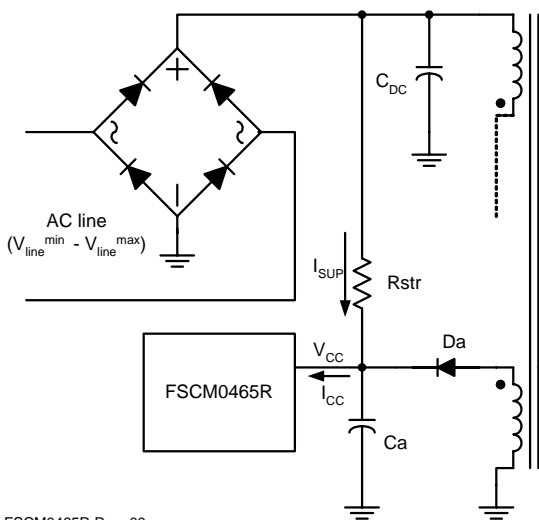 +
C_DC
AC line
(V_line^min - V_line^max)
I_SUP
Rstr
Da
V_CC
FSCM0465R
I_CC
Ca